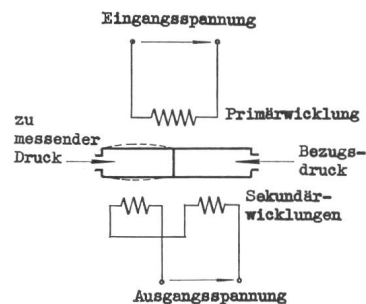 Eingangsspannung
Primärwicklung
zu
messender
Druck
Bezugs-
druck
Sekundär-
wicklungen
Ausgangsspannung